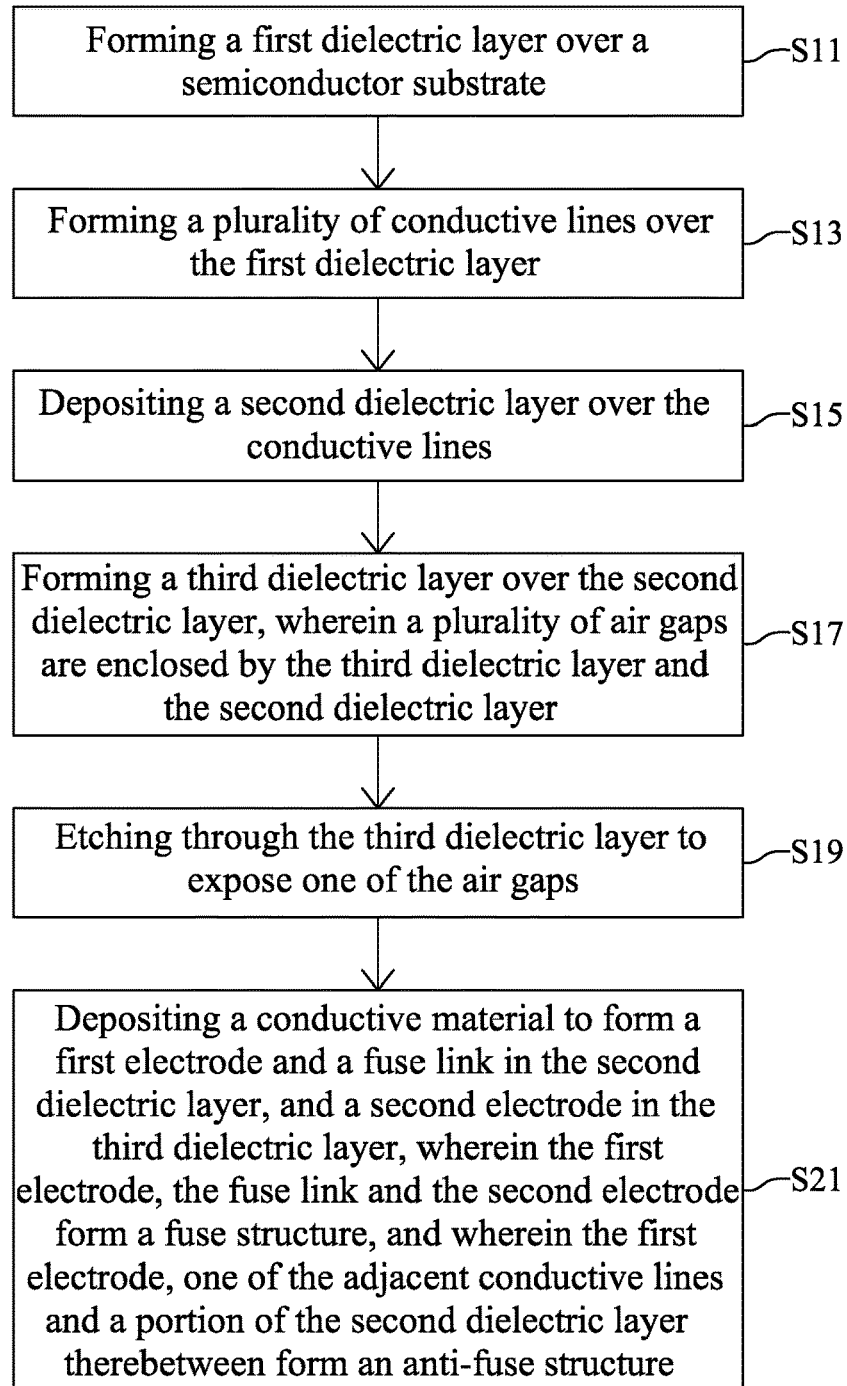 Forming a first dielectric layer over a
semiconductor substrate
S11
Forming a plurality of conductive lines over
the first dielectric layer
S13
Depositing a second dielectric layer over the
conductive lines
S15
Forming a third dielectric layer over the second
dielectric layer, wherein a plurality of air gaps
are enclosed by the third dielectric layer and
the second dielectric layer
S17
Etching through the third dielectric layer to
expose one of the air gaps
S19
Depositing a conductive material to form a
first electrode and a fuse link in the second
dielectric layer, and a second electrode in the
third dielectric layer, wherein the first
electrode, the fuse link and the second electrode
form a fuse structure, and wherein the first
electrode, one of the adjacent conductive lines
and a portion of the second dielectric layer
therebetween form an anti-fuse structure
S21